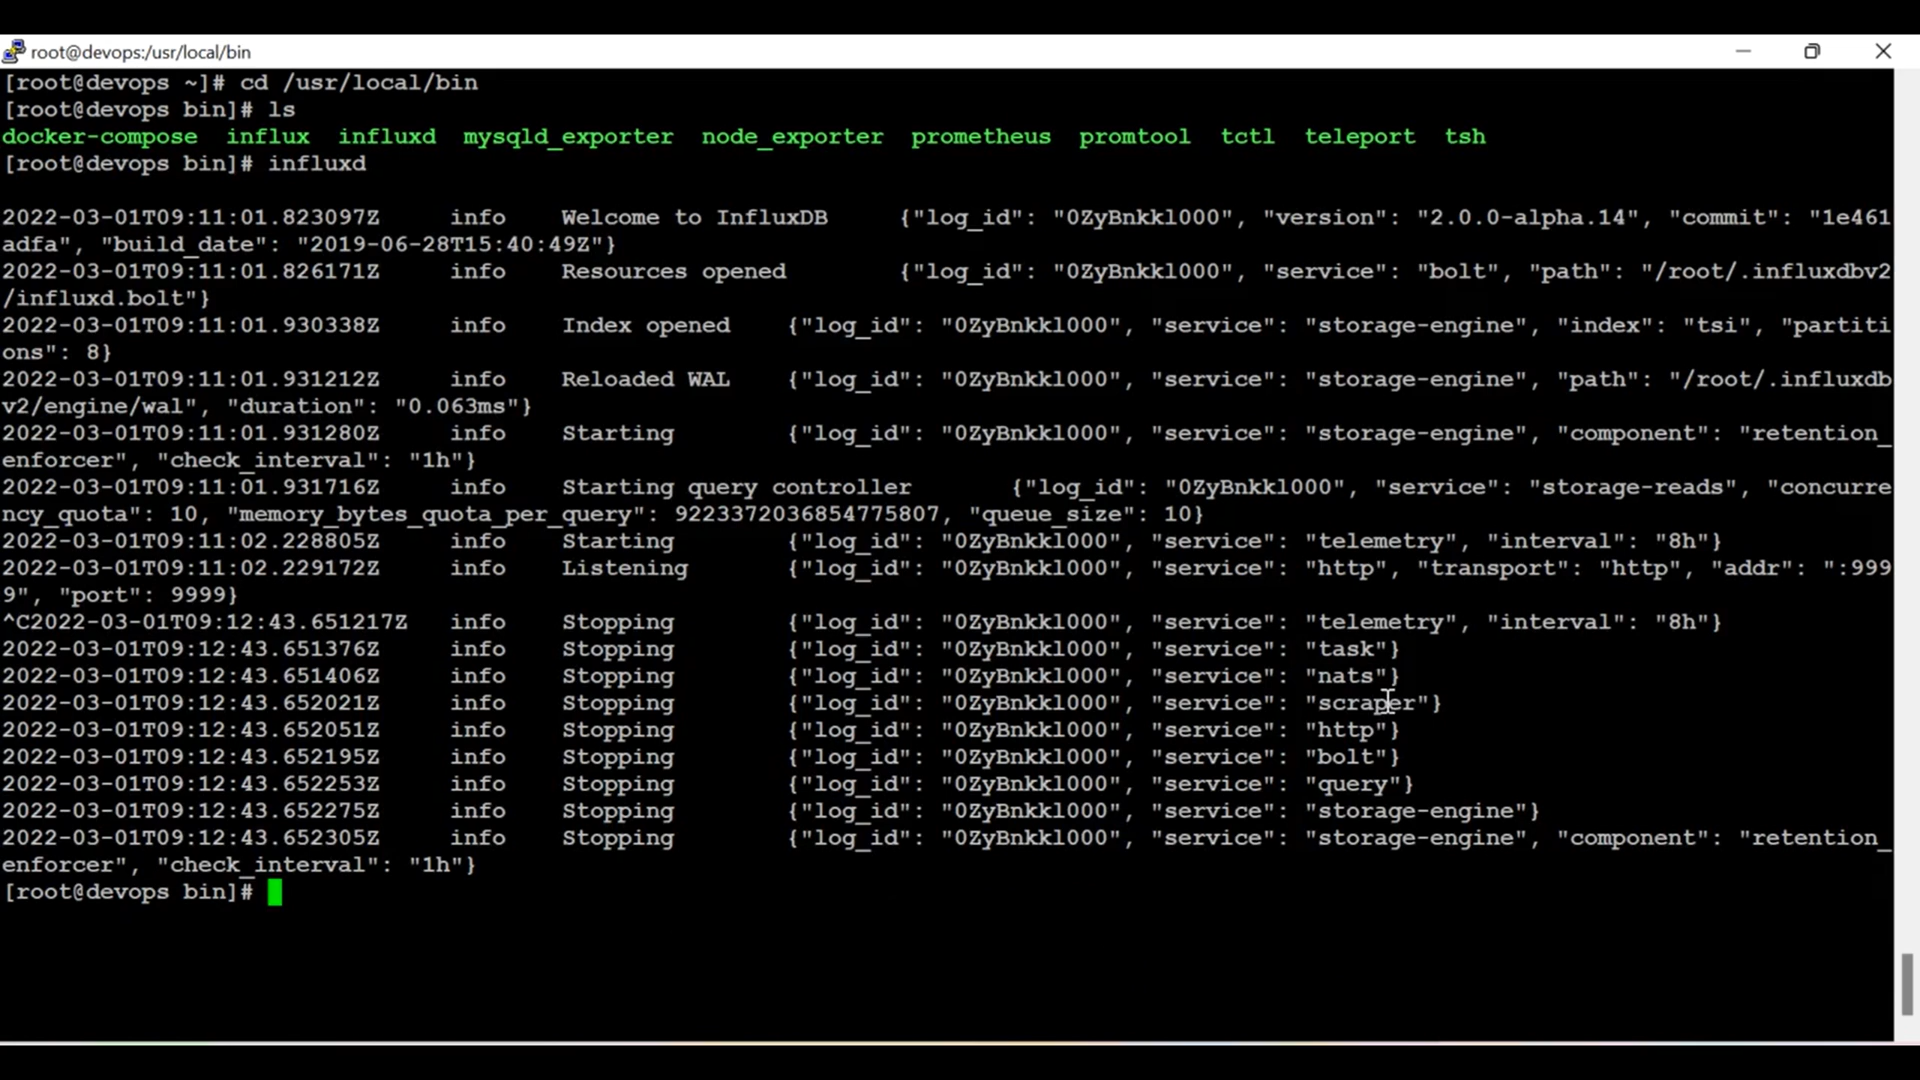 root@devops:/usr/local/bin
[root@devops ~]# cd /usr/local/bin
[root@devops bin]# ls
docker-compose influx influxd mysqld_exporter node_exporter prometheus promtool tctl teleport tsh
[root@devops bin]# influxd
2022-03-01T09:11:01.823097Z info Welcome to InfluxDB {"log_id": "0ZyBnkkl000", "version": "2.0.0-alpha.14", "commit": "1e461
adfa", "build_date": "2019-06-28T15:40:49Z"}
2022-03-01T09:11:01.826171Z info Resources opened {"log_id": "0ZyBnkkl000", "service": "bolt", "path": "/root/.influxdbv2
/influxd.bolt"}
2022-03-01T09:11:01.930338Z info Index opened {"log_id": "0ZyBnkkl000", "service": "storage-engine", "index": "tsi", "partiti
ons": 8}
2022-03-01T09:11:01.931212Z info Reloaded WAL {"log_id": "0ZyBnkkl000", "service": "storage-engine", "path": "/root/.influxdb
v2/engine/wal", "duration": "0.063ms"}
2022-03-01T09:11:01.931280Z info Starting {"log_id": "0ZyBnkkl000", "service": "storage-engine", "component": "retention_
enforcer", "check_interval": "1h"}
2022-03-01T09:11:01.931716Z info Starting query controller {"log_id": "0ZyBnkkl000", "service": "storage-reads", "concurre
ncy_quota": 10, "memory_bytes_quota_per_query": 9223372036854775807, "queue_size": 10}
2022-03-01T09:11:02.228805Z info Starting {"log_id": "0ZyBnkkl000", "service": "telemetry", "interval": "8h"}
2022-03-01T09:11:02.229172Z info Listening {"log_id": "0ZyBnkkl000", "service": "http", "transport": "http", "addr": ":999
9", "port": 9999}
^C2022-03-01T09:12:43.651217Z info Stopping {"log_id": "0ZyBnkkl000", "service": "telemetry", "interval": "8h"}
2022-03-01T09:12:43.651376Z info Stopping {"log_id": "0ZyBnkkl000", "service": "task"}
2022-03-01T09:12:43.651406Z info Stopping {"log_id": "0ZyBnkkl000", "service": "nats"}
2022-03-01T09:12:43.652021Z info Stopping {"log_id": "0ZyBnkkl000", "service": "scraper"}
2022-03-01T09:12:43.652051Z info Stopping {"log_id": "0ZyBnkkl000", "service": "http"}
2022-03-01T09:12:43.652195Z info Stopping {"log_id": "0ZyBnkkl000", "service": "bolt"}
2022-03-01T09:12:43.652253Z info Stopping {"log_id": "0ZyBnkkl000", "service": "query"}
2022-03-01T09:12:43.652275Z info Stopping {"log_id": "0ZyBnkkl000", "service": "storage-engine"}
2022-03-01T09:12:43.652305Z info Stopping {"log_id": "0ZyBnkkl000", "service": "storage-engine", "component": "retention_
enforcer", "check_interval": "1h"}
[root@devops bin]#